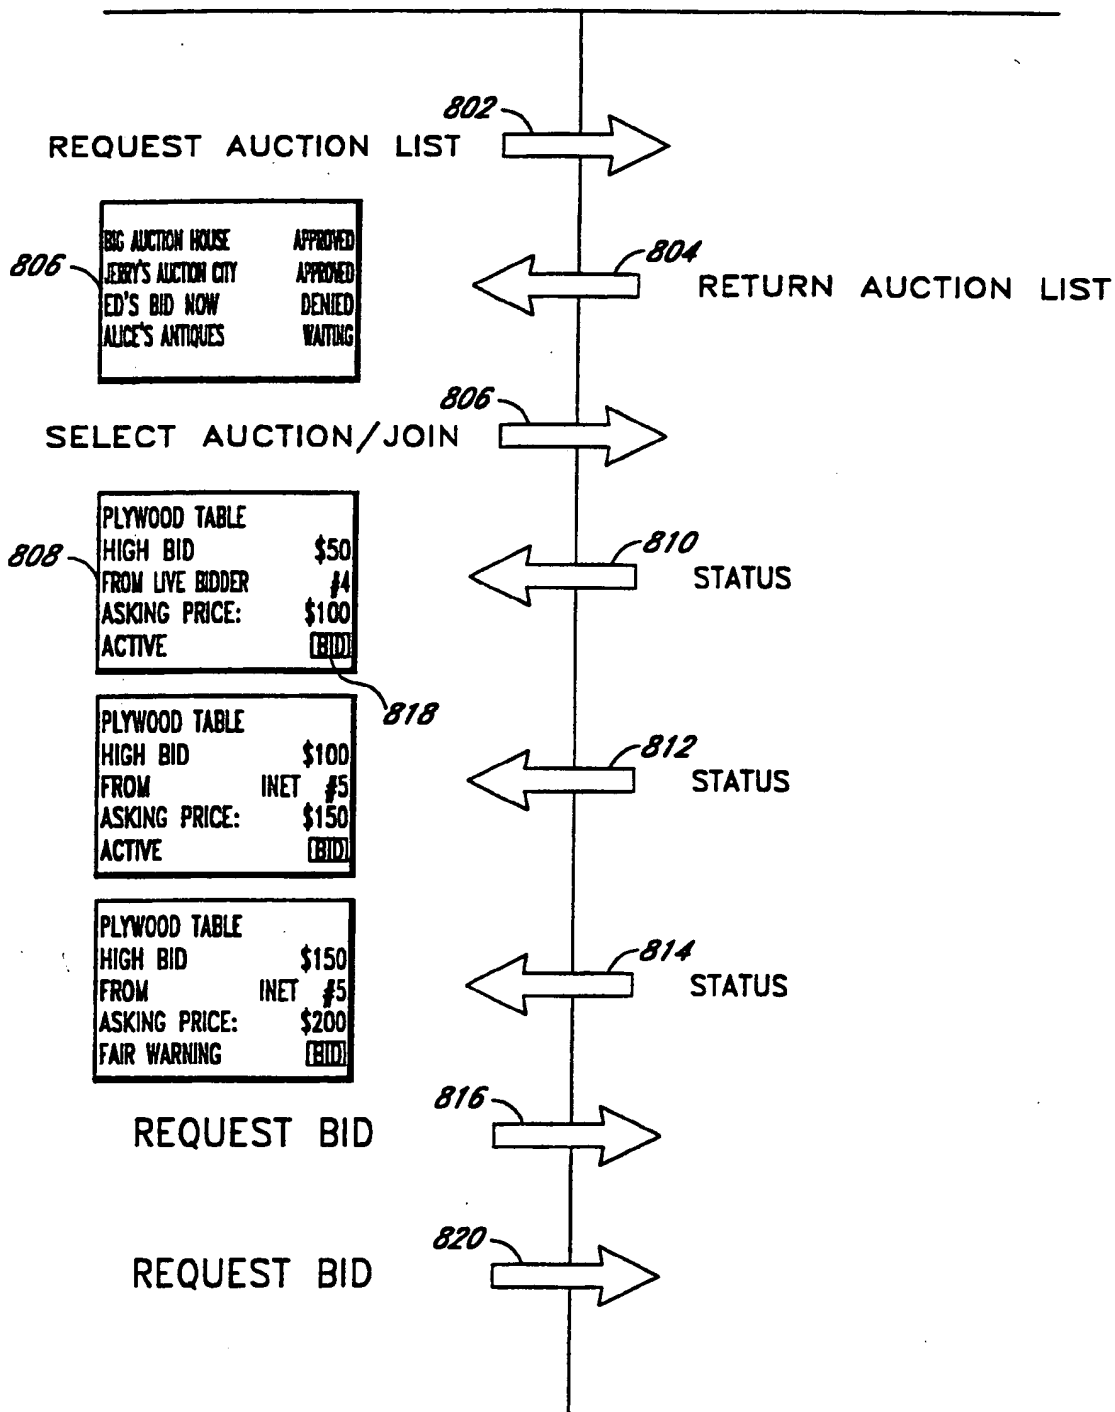 802
REQUEST AUCTION LIST
BIG AUCTION HOUSE APPROVED
JERRY'S AUCTION CITY APPROVED
ED'S BID NOW DENIED
ALICE'S ANTIQUES WAITING
806
804
RETURN AUCTION LIST
806
SELECT AUCTION/JOIN
PLYWOOD TABLE
HIGH BID $50
FROM LIVE BIDDER #4
ASKING PRICE: $100
ACTIVE BID
808
818
810
STATUS
PLYWOOD TABLE
HIGH BID $100
FROM INET #5
ASKING PRICE: $150
ACTIVE BID
812
STATUS
PLYWOOD TABLE
HIGH BID $150
FROM INET #5
ASKING PRICE: $200
FAIR WARNING BID
814
STATUS
816
REQUEST BID
820
REQUEST BID